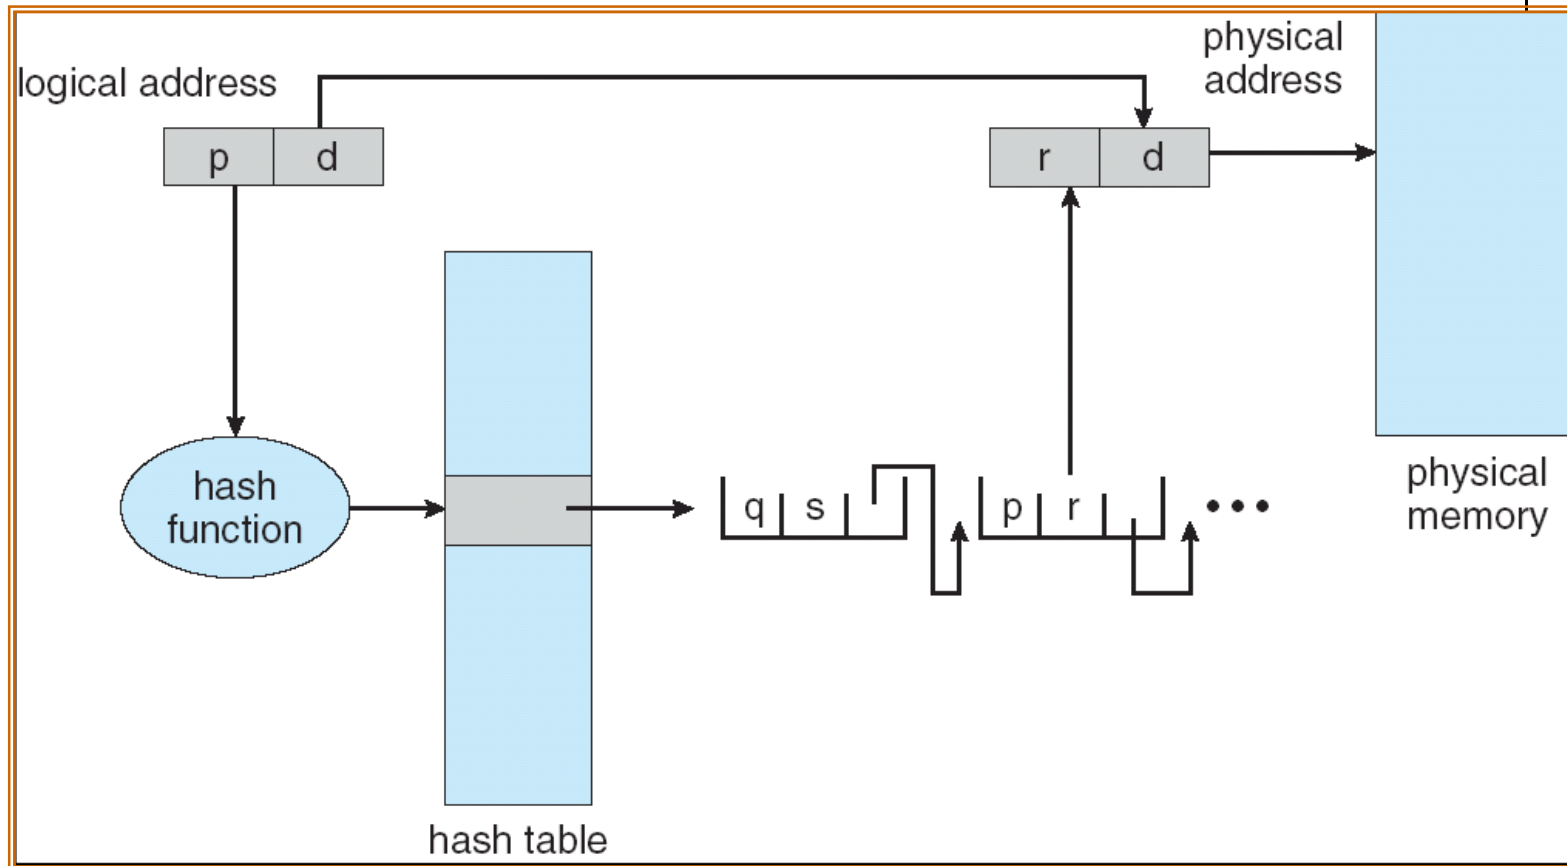 logical address
p d
physical
address
r d
hash
function
hash table
q s
p r
•••
physical
memory